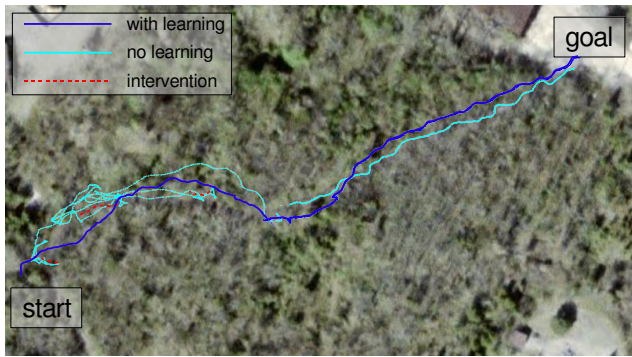 with learning
no learning
intervention
goal
start